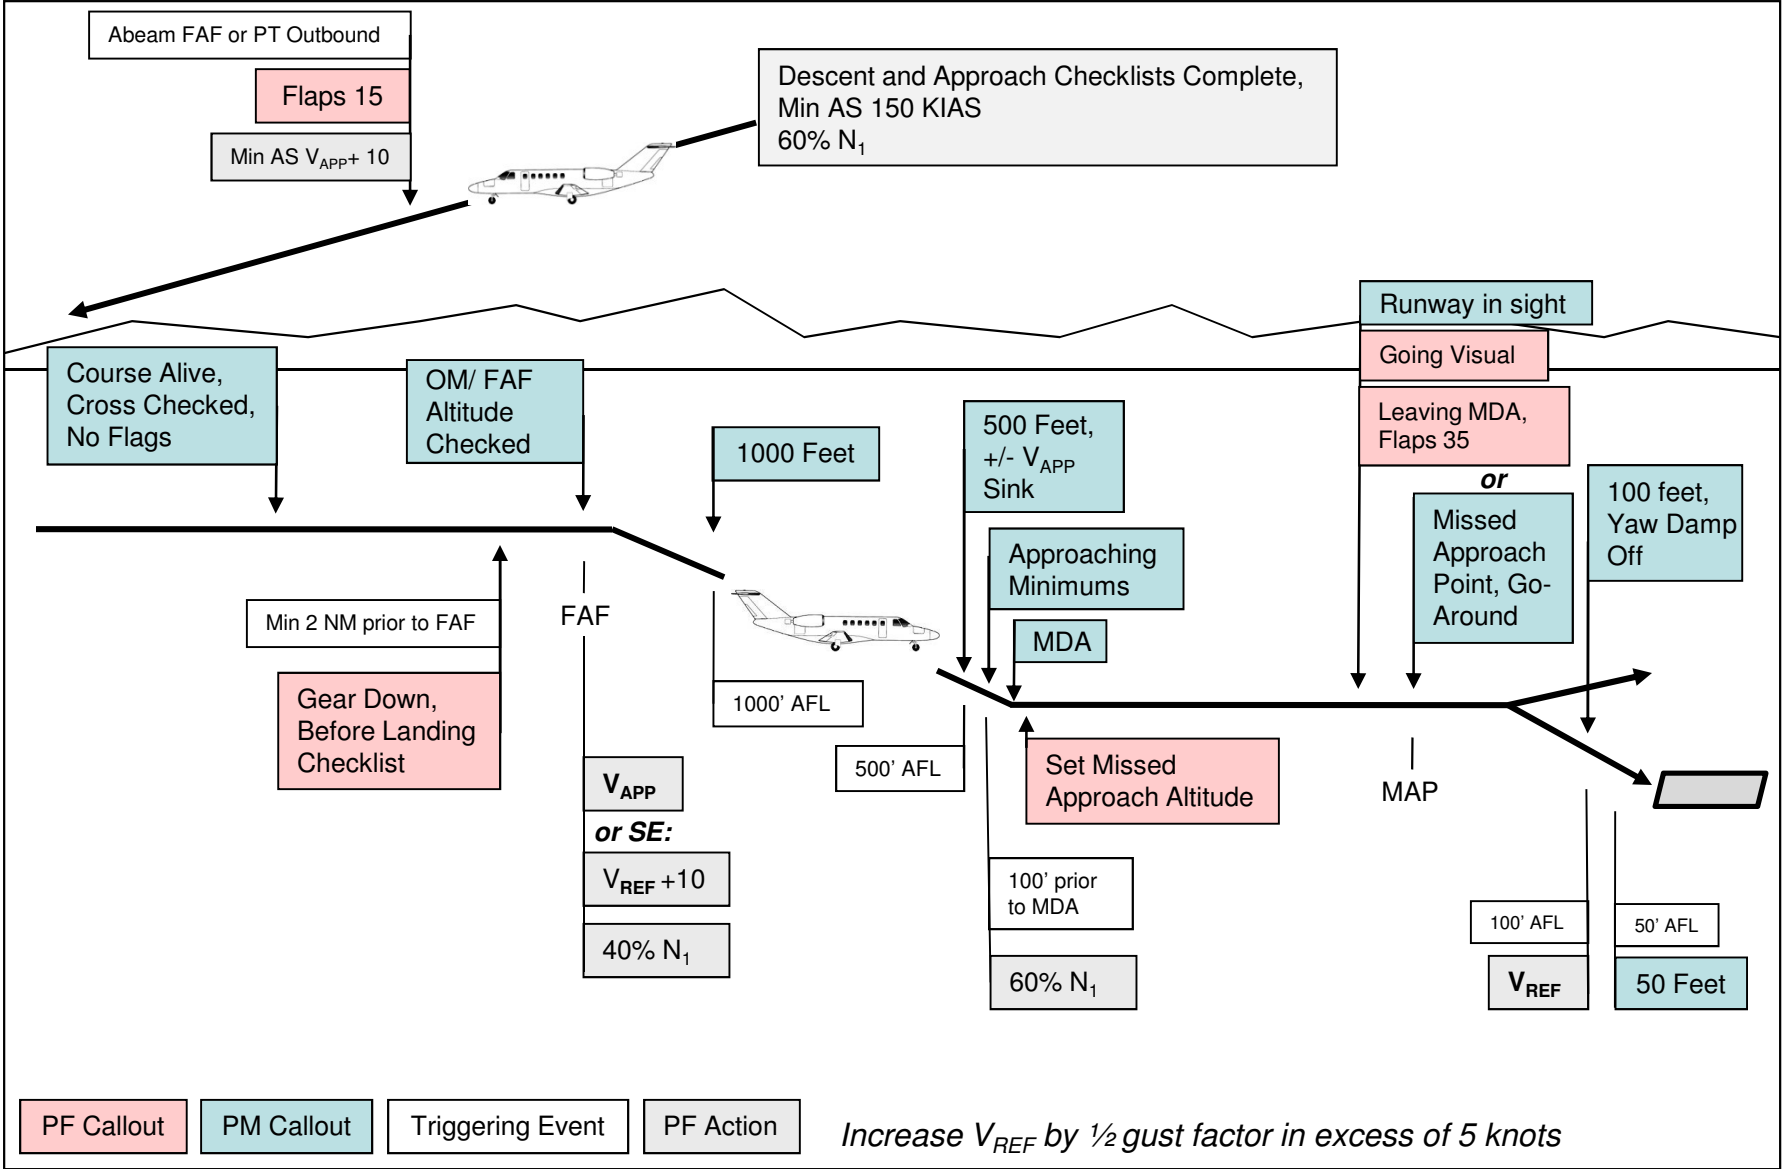 Abeam FAF or PT Outbound
Flaps 15
Min AS VAPP+ 10
Descent and Approach Checklists Complete,
Min AS 150 KIAS
60% N1
Runway in sight
Going Visual
Leaving MDA,
Flaps 35
or
Course Alive,
Cross Checked,
No Flags
OM/ FAF
Altitude
Checked
1000 Feet
500 Feet,
+/- VAPP
Sink
Approaching
Minimums
MDA
Missed
Approach
Point, Go-
Around
100 feet,
Yaw Damp
Off
Min 2 NM prior to FAF
Gear Down,
Before Landing
Checklist
FAF
VAPP
or SE:
VREF +10
40% N1
1000’ AFL
500’ AFL
Set Missed
Approach Altitude
100’ prior
to MDA
60% N1
MAP
100’ AFL
VREF
50’ AFL
50 Feet
PF Callout
PM Callout
Triggering Event
PF Action
Increase VREF by ½ gust factor in excess of 5 knots